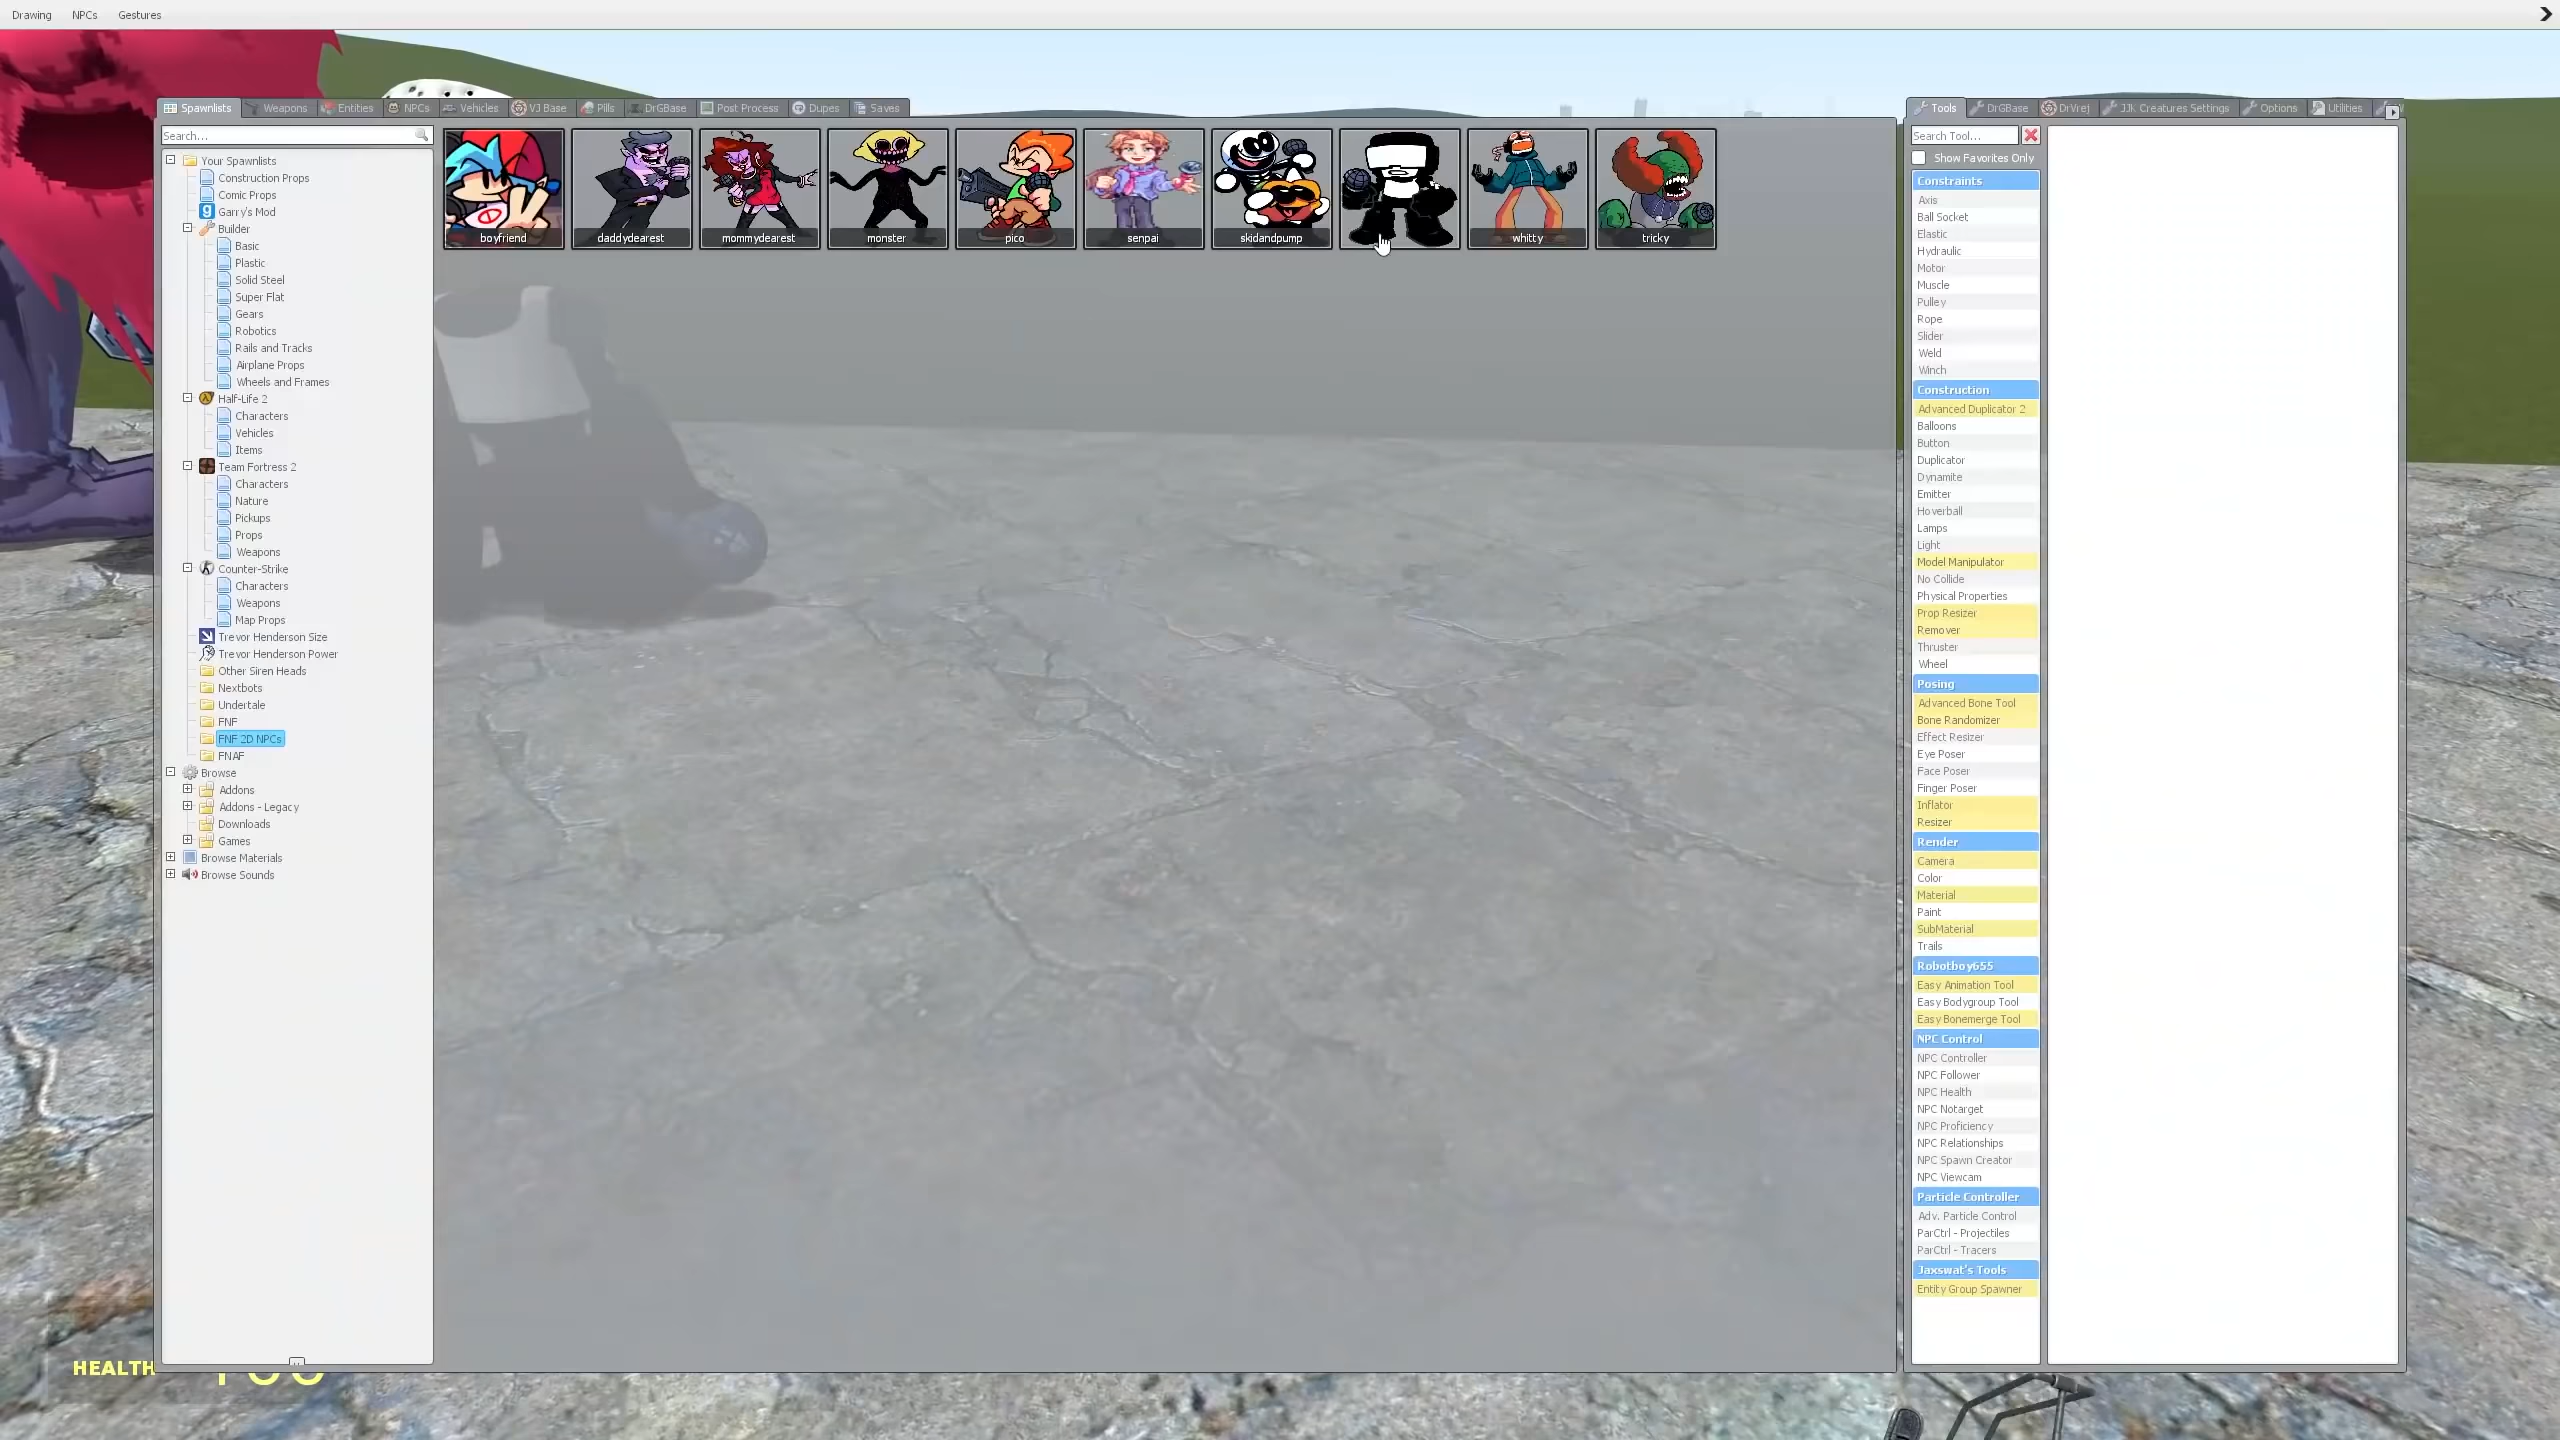 Drawing NPCs Gestures
Spawnlists Weapons Entities NPCs Vehicles VJ Base Pills DrGBase Post Process Dupes Saves
Search...
Your Spawnlists
Construction Props
Comic Props
Garry's Mod
Builder
Basic
Plastic
Solid Steel
Super Flat
Gears
Robotics
Rails and Tracks
Airplane Props
Wheels and Frames
Half-Life 2
Characters
Vehicles
Items
Team Fortress 2
Characters
Nature
Pickups
Props
Weapons
Counter-Strike
Characters
Weapons
Map Props
Trevor Henderson Size
Trevor Henderson Power
Other Siren Heads
Nextbots
Undertale
FNF
FNF 2D NPCs
FNAF
Browse
Addons
Addons - Legacy
Downloads
Games
Browse Materials
Browse Sounds
boyfriend daddydearest mommydearest monster pico senpai skidandpump whitty tricky
Tools DrGBase DrVrej JJK Creatures Settings Options Utilities
Search Tool...
Show Favorites Only
Constraints
Axis
Ball Socket
Elastic
Hydraulic
Motor
Muscle
Pulley
Rope
Slider
Weld
Winch
Construction
Advanced Duplicator 2
Balloons
Button
Duplicator
Dynamite
Emitter
Hoverball
Lamps
Light
Model Manipulator
No Collide
Physical Properties
Prop Resizer
Remover
Thruster
Wheel
Posing
Advanced Bone Tool
Bone Randomizer
Effect Resizer
Eye Poser
Face Poser
Finger Poser
Inflator
Resizer
Render
Camera
Color
Material
Paint
SubMaterial
Trails
Robotboy655
Easy Animation Tool
Easy Bodygroup Tool
Easy Bonemerge Tool
NPC Control
NPC Controller
NPC Follower
NPC Health
NPC Notarget
NPC Proficiency
NPC Relationships
NPC Spawn Creator
NPC Viewcam
Particle Controller
Adv. Particle Control
ParCtrl - Projectiles
ParCtrl - Tracers
Jaxswat's Tools
Entity Group Spawner
HEALTH